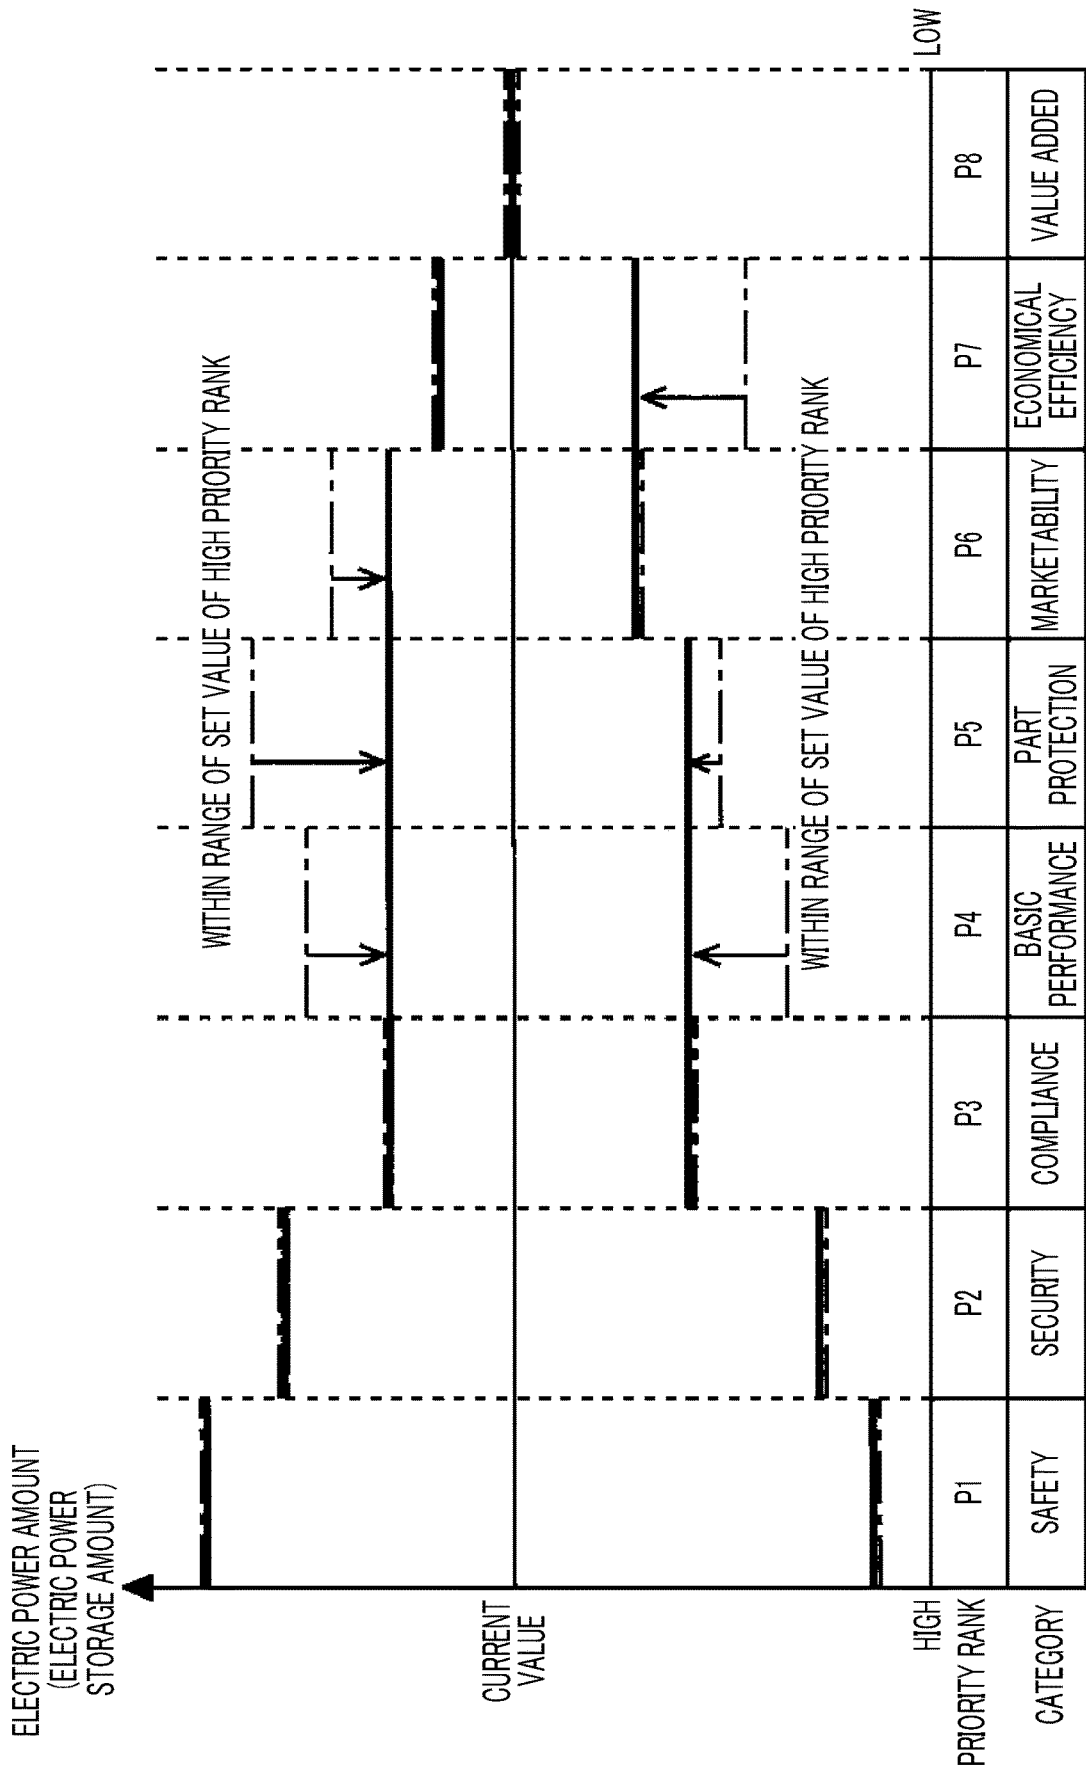 ELECTRIC POWER AMOUNT
(ELECTRIC POWER
STORAGE AMOUNT)
WITHIN RANGE OF SET VALUE OF HIGH PRIORITY RANK
CURRENT
VALUE
WITHIN RANGE OF SET VALUE OF HIGH PRIORITY RANK
HIGH
LOW
PRIORITY RANK
P1
P2
P3
P4
P5
P6
P7
P8
CATEGORY
SAFETY
SECURITY
COMPLIANCE
BASIC
PERFORMANCE
PART
PROTECTION
MARKETABILITY
ECONOMICAL
EFFICIENCY
VALUE ADDED